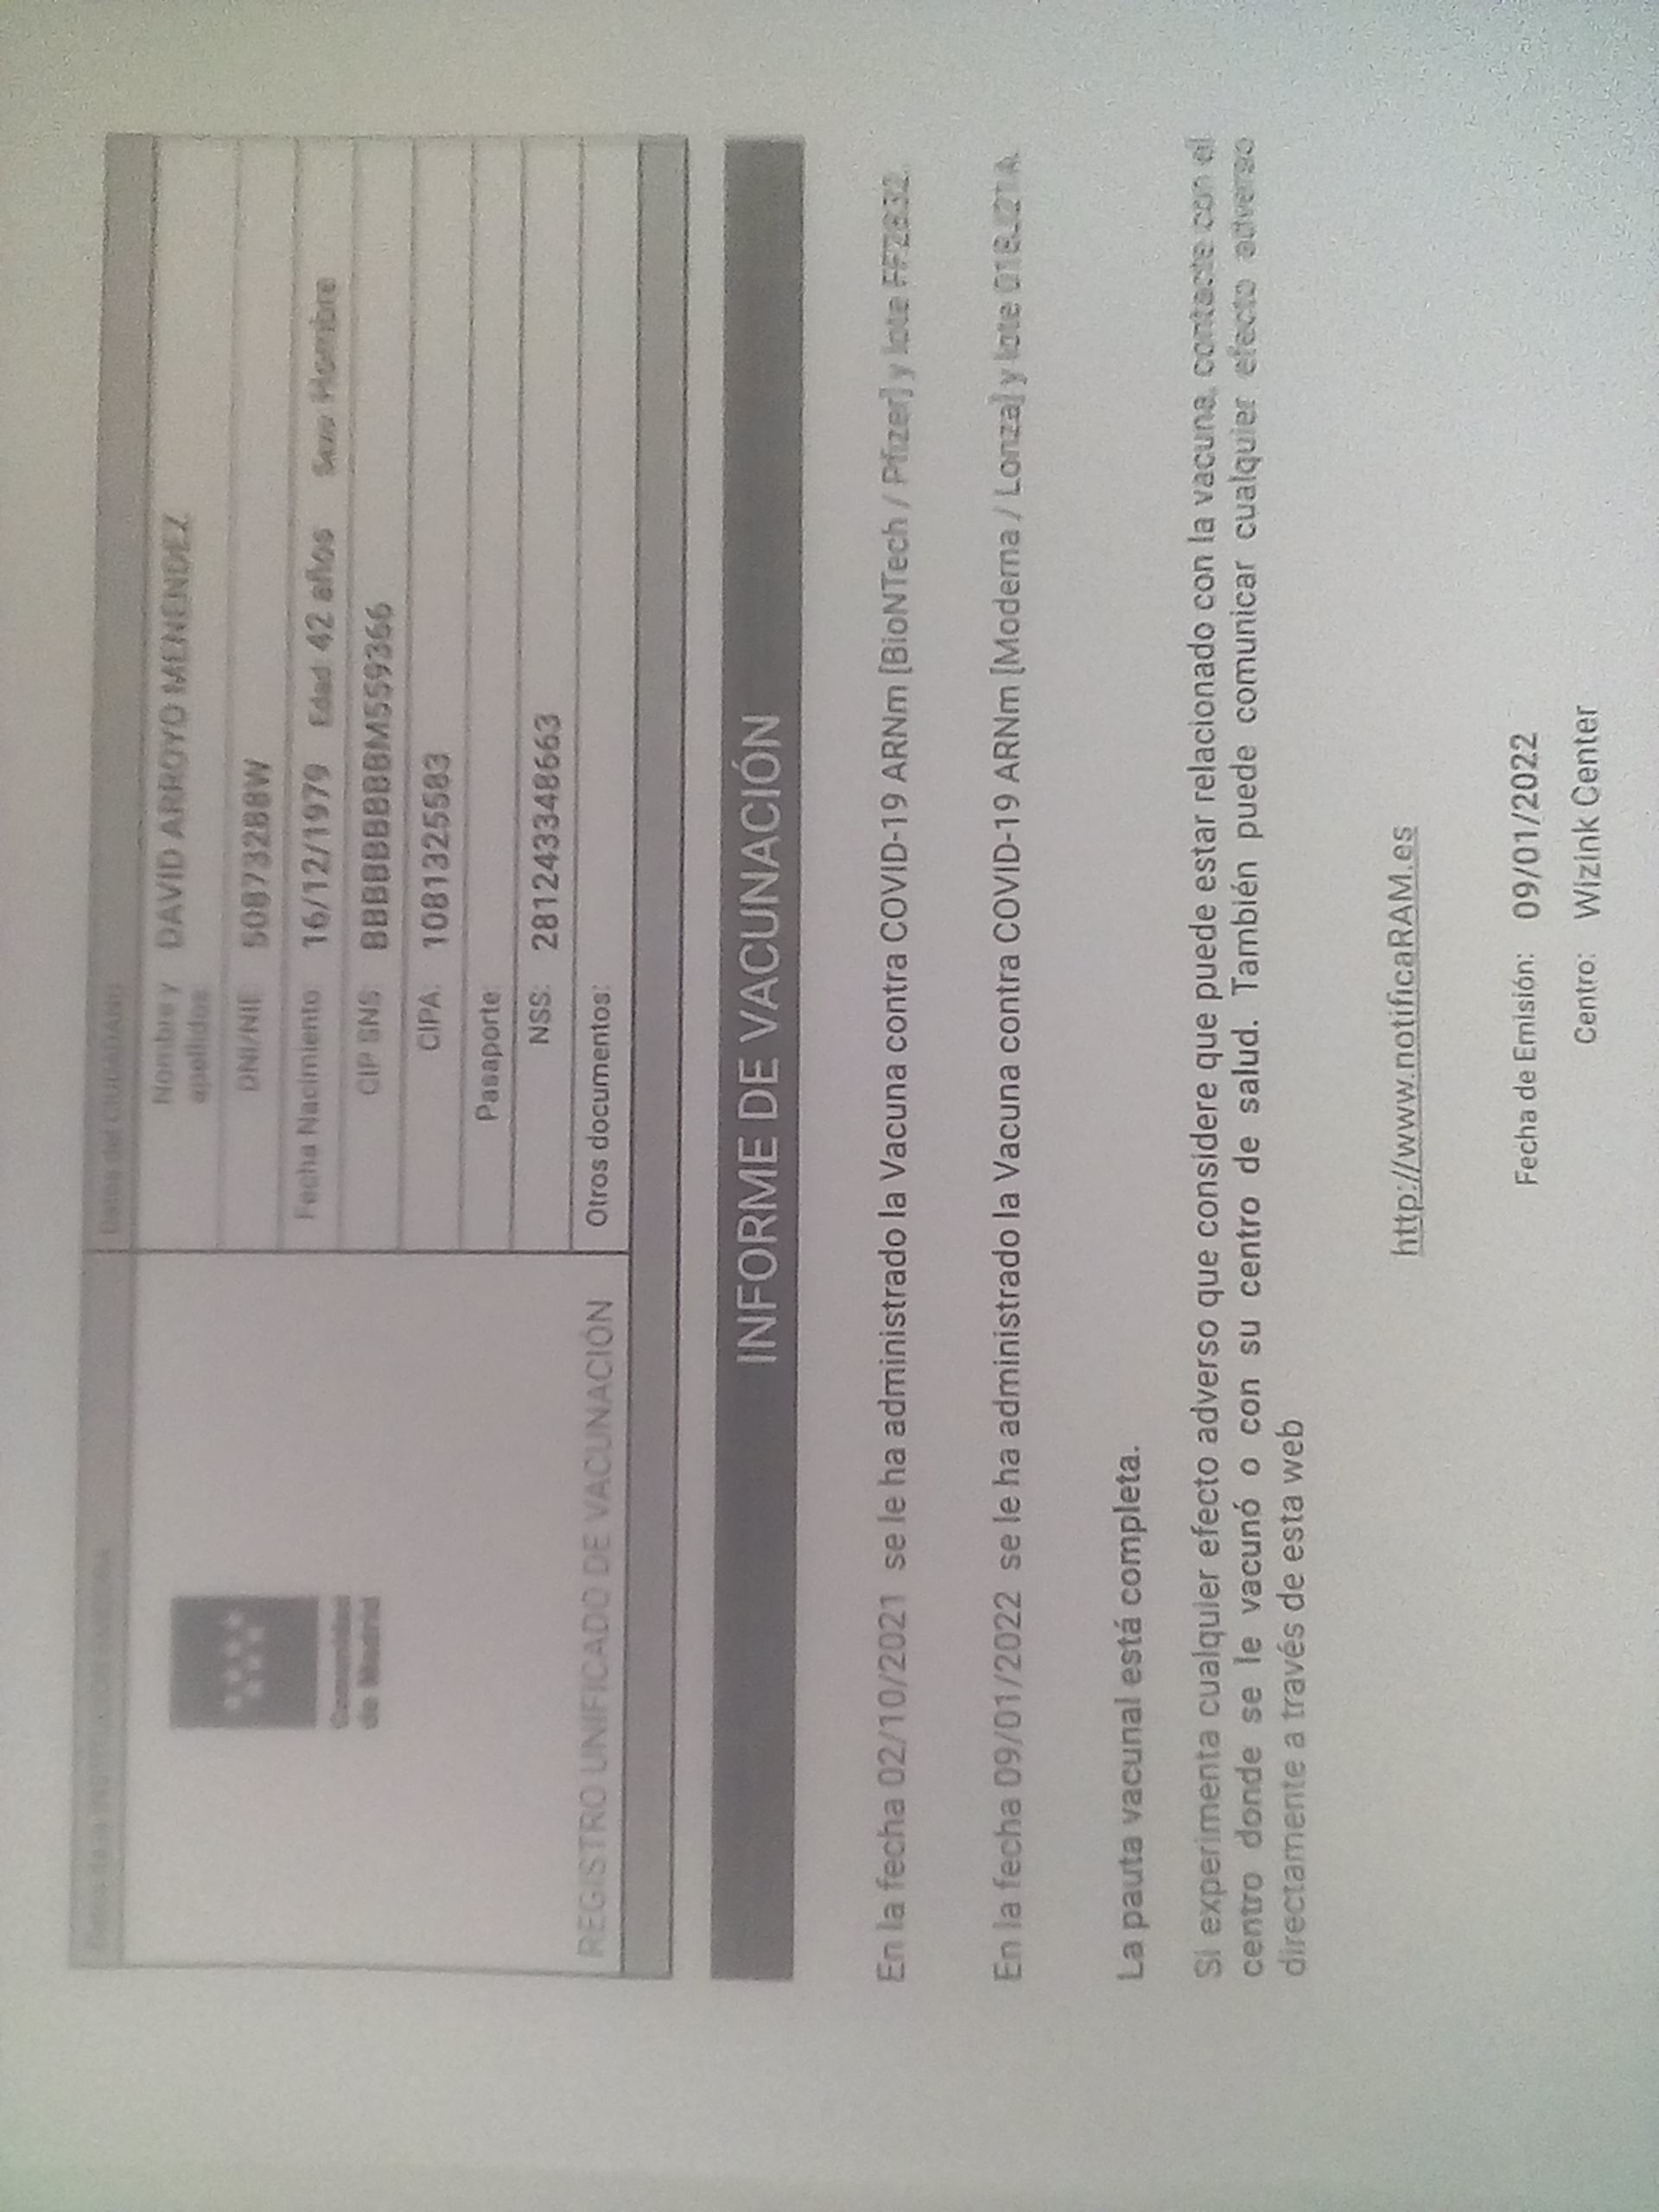 Datos del CIUDADANO
Comunidad
de Madrid
REGISTRO UNIFICADO DE VACUNACIÓN
Nombre y apellidos: DAVID ARROYO MENENDEZ
DNI/NIE: 50873288W
Fecha Nacimiento 16/12/1979 Edad 42 años Sexo Hombre
CIP SNS: BBBBBBBBBM559366
CIPA: 1081325583
Pasaporte:
NSS: 281243348663
Otros documentos:
INFORME DE VACUNACIÓN
En la fecha 02/10/2021 se le ha administrado la Vacuna contra COVID-19 ARNm [BioNTech / Pfizer] y lote
En la fecha 09/01/2022 se le ha administrado la Vacuna contra COVID-19 ARNm [Moderna / Lonza] y lote
La pauta vacunal está completa.
Si experimenta cualquier efecto adverso que considere que puede estar relacionado con la vacuna, contacte con el
centro donde se le vacunó o con su centro de salud. También puede comunicar cualquier efecto adverso
directamente a través de esta web
http://www.notificaRAM.es
Fecha de Emisión: 09/01/2022
Centro: Wizink Center